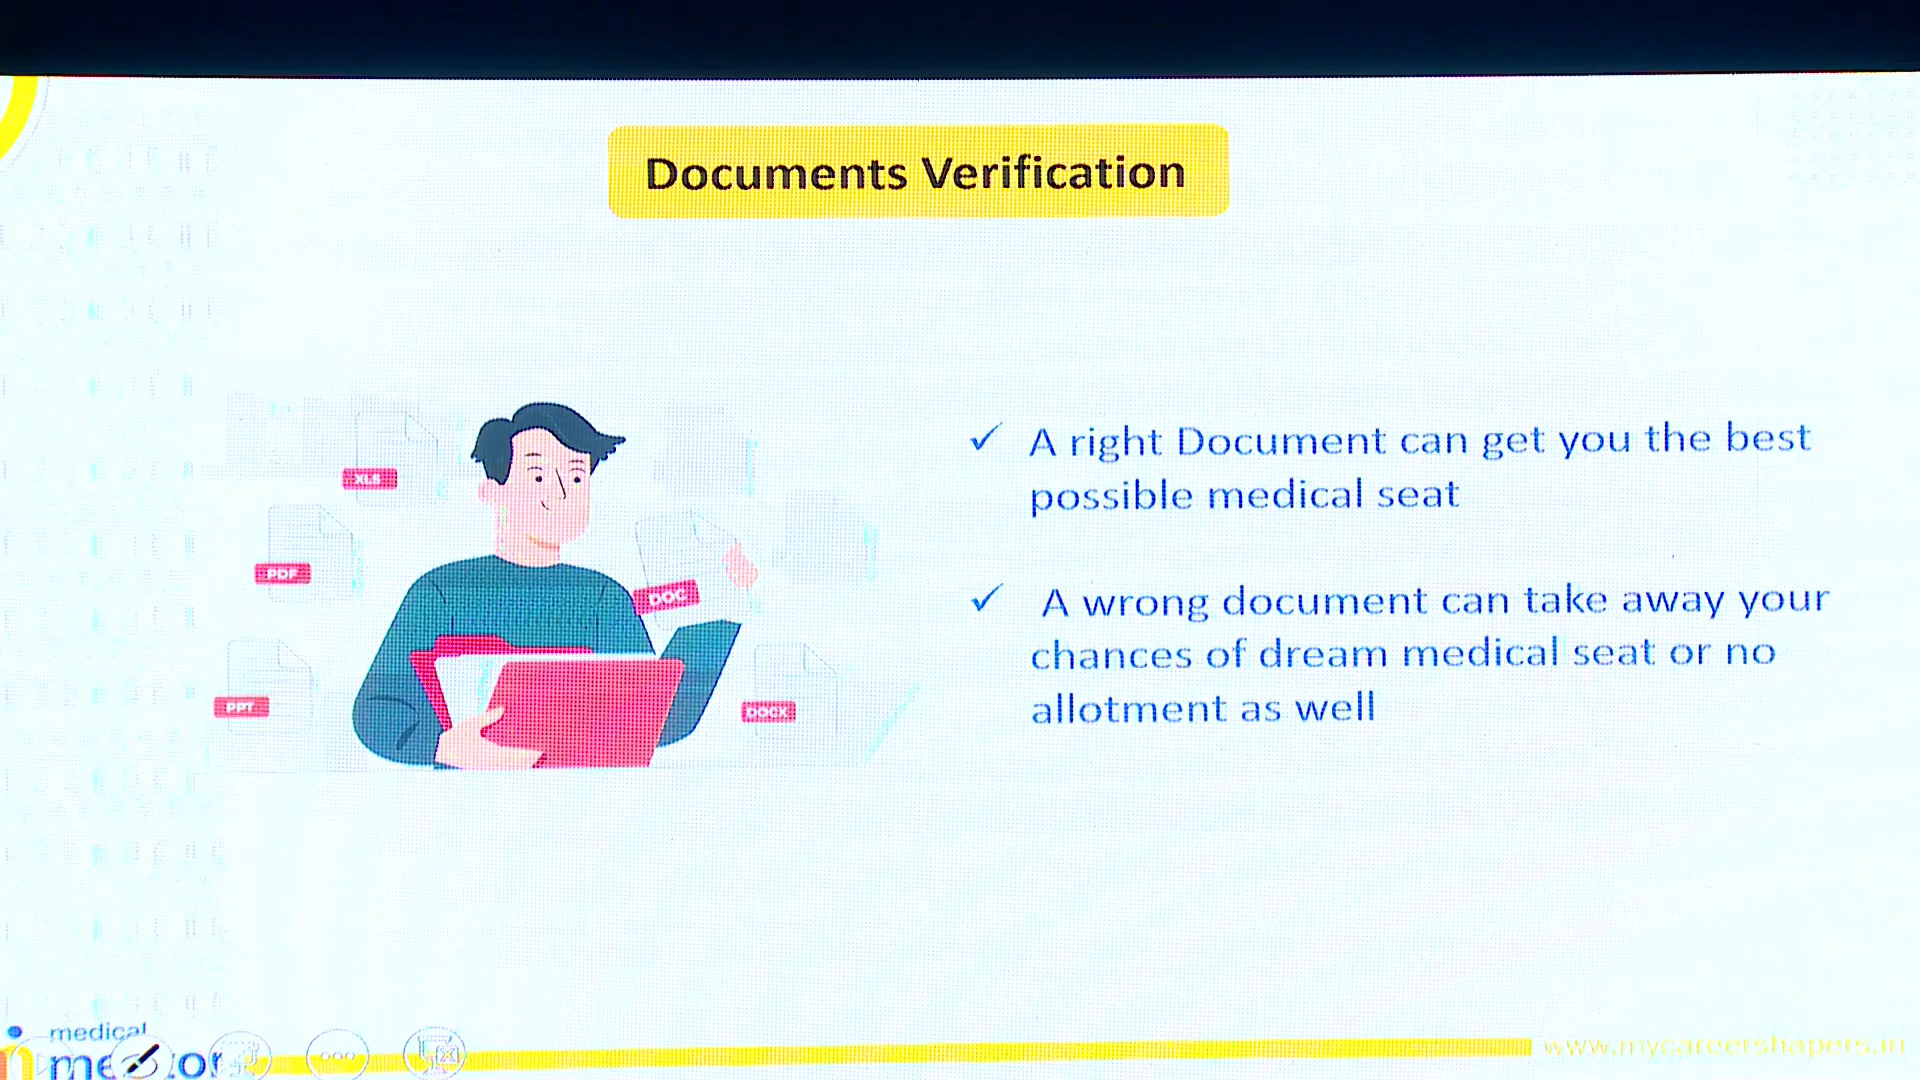 Documents Verification
✓ A right Document can get you the best
possible medical seat
✓ A wrong document can take away your
chances of dream medical seat or no
allotment as well
XLS
PDF
DOC
PPT
DOCX
medical
www.mycareershapers.in